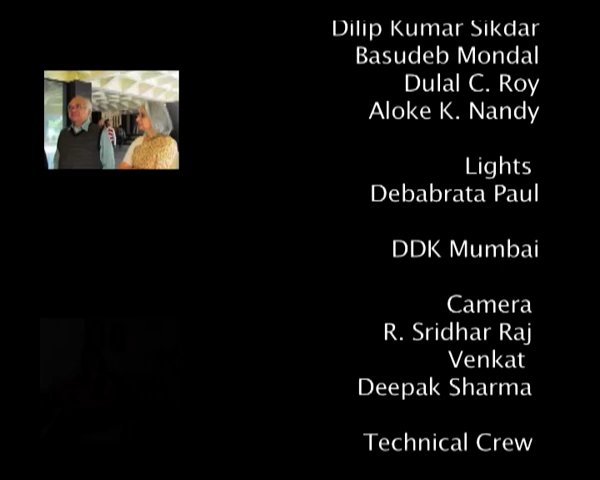 Dilip Kumar Sikdar
Basudeb Mondal
Dulal C. Roy
Aloke K. Nandy
Lights
Debabrata Paul
DDK Mumbai
Camera
R. Sridhar Raj
Venkat
Deepak Sharma
Technical Crew